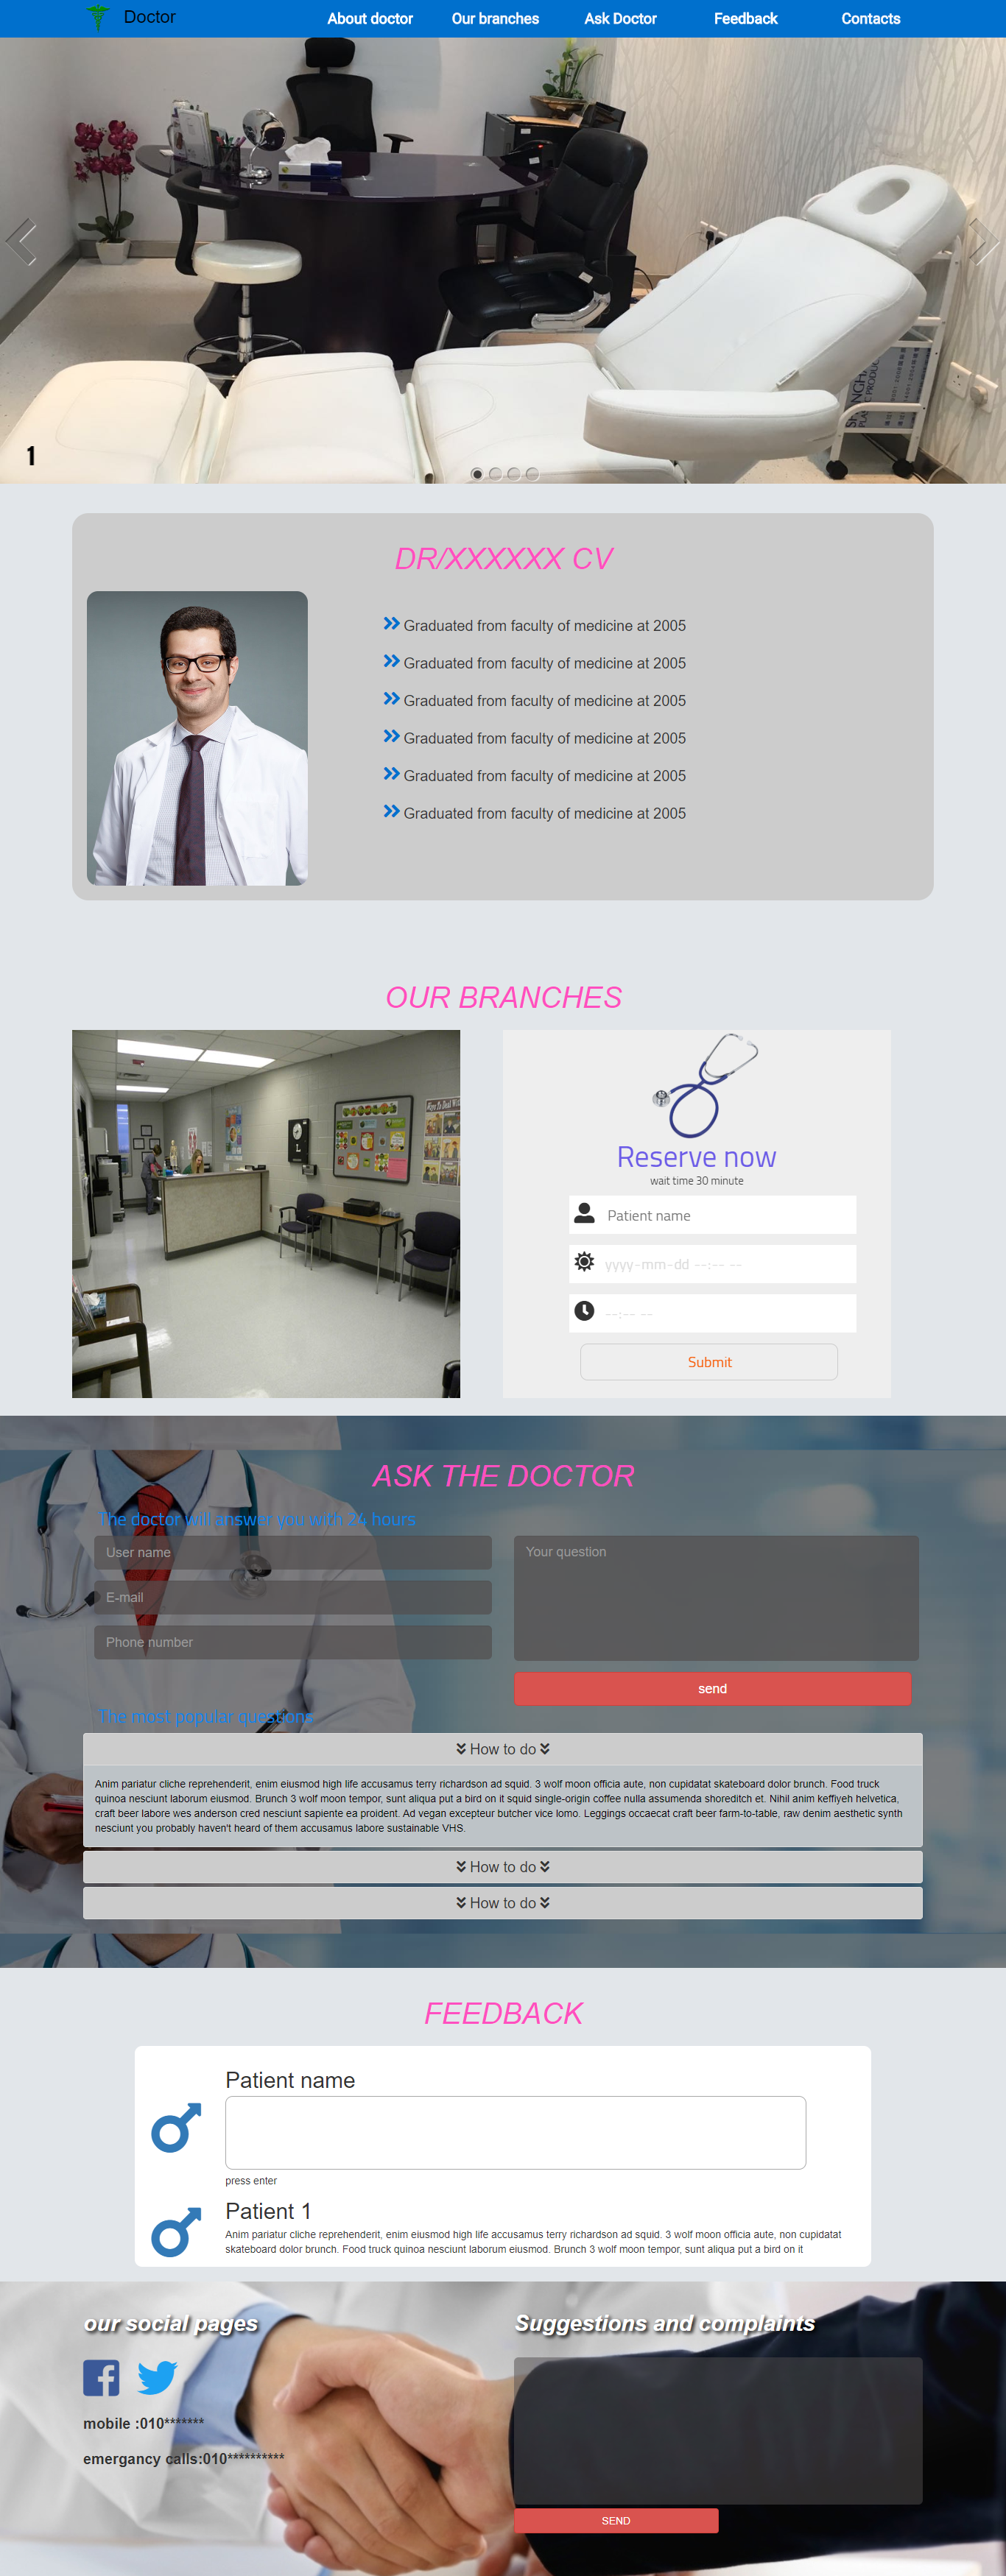 Doctor
About doctor
Our branches
Ask Doctor
Feedback
Contacts
1
DR/XXXXXX CV
Graduated from faculty of medicine at 2005
Graduated from faculty of medicine at 2005
Graduated from faculty of medicine at 2005
Graduated from faculty of medicine at 2005
Graduated from faculty of medicine at 2005
Graduated from faculty of medicine at 2005
OUR BRANCHES
Reserve now
wait time 30 minute
Patient name
yyyy-mm-dd --:-- --
--:-- --
Submit
ASK THE DOCTOR
The doctor will answer you with 24 hours
User name
E-mail
Phone number
Your question
send
The most popular questions
How to do
Anim pariatur cliche reprehenderit, enim eiusmod high life accusamus terry richardson ad squid. 3 wolf moon officia aute, non cupidatat skateboard dolor brunch. Food truck
quinoa nesciunt laborum eiusmod. Brunch 3 wolf moon tempor, sunt aliqua put a bird on it squid single-origin coffee nulla assumenda shoreditch et. Nihil anim keffiyeh helvetica,
craft beer labore wes anderson cred nesciunt sapiente ea proident. Ad vegan excepteur butcher vice lomo. Leggings occaecat craft beer farm-to-table, raw denim aesthetic synth
nesciunt you probably haven't heard of them accusamus labore sustainable VHS.
How to do
How to do
FEEDBACK
Patient name
press enter
Patient 1
Anim pariatur cliche reprehenderit, enim eiusmod high life accusamus terry richardson ad squid. 3 wolf moon officia aute, non cupidatat
skateboard dolor brunch. Food truck quinoa nesciunt laborum eiusmod. Brunch 3 wolf moon tempor, sunt aliqua put a bird on it
our social pages
mobile :010*******
emergancy calls:010**********
Suggestions and complaints
SEND